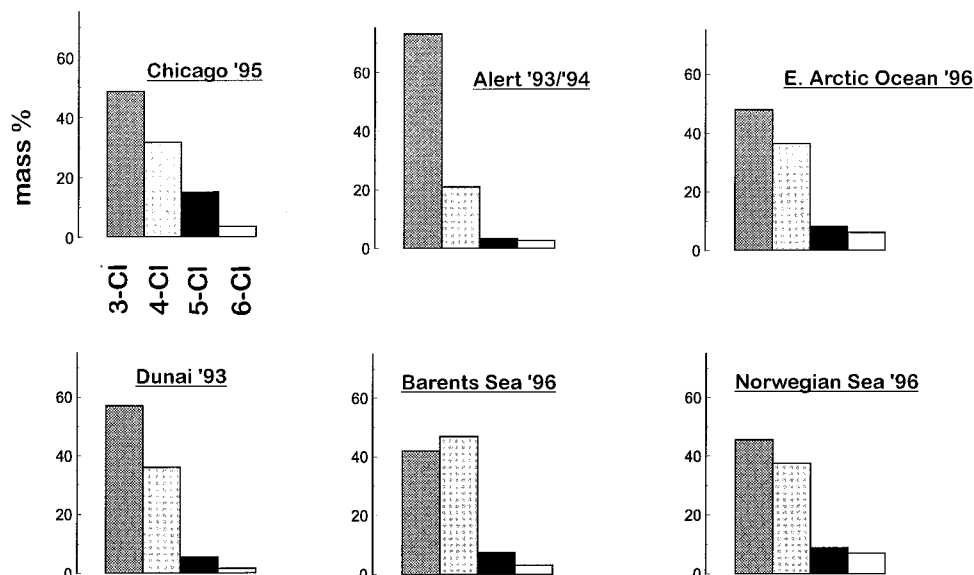 Chicago '95
60
40
20
0
mass %
3-Cl
4-Cl
5-Cl
6-Cl
Alert '93/'94
60
40
20
0
E. Arctic Ocean '96
60
40
20
0
Dunai '93
60
40
20
0
Barents Sea '96
60
40
20
0
Norwegian Sea '96
60
40
20
0